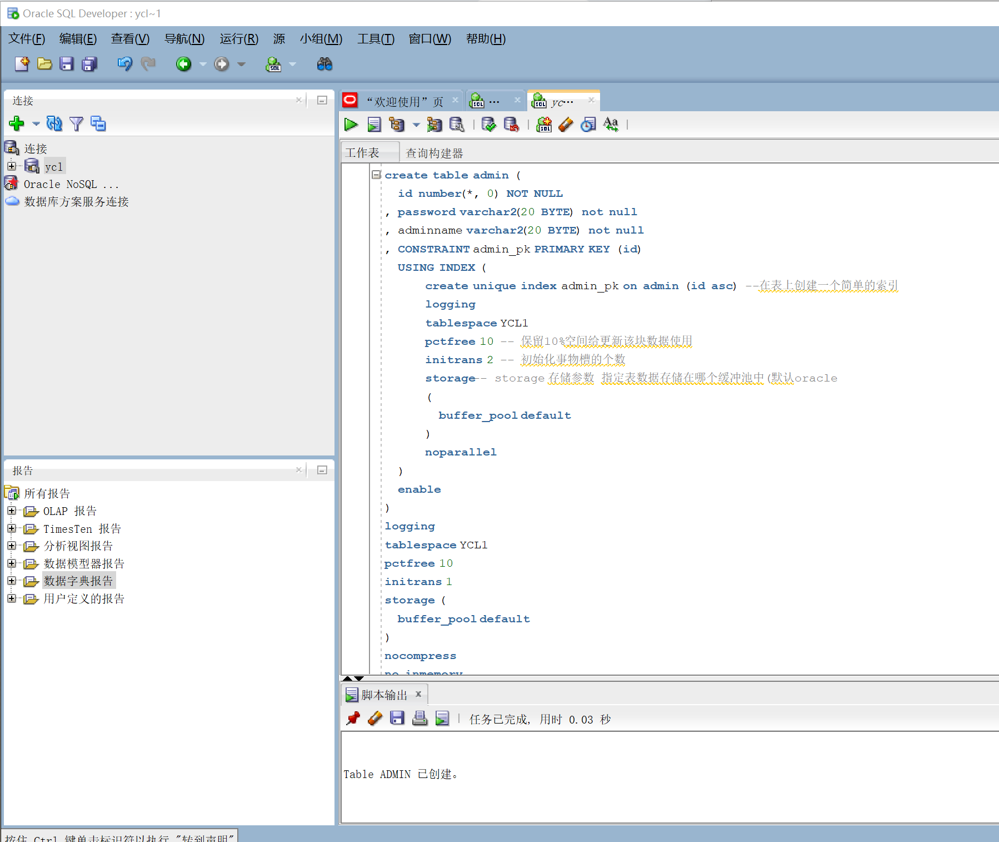 Oracle SQL Developer : ycl~1
文件(F) 编辑(E) 查看(V) 导航(N) 运行(R) 源 小组(M) 工具(T) 窗口(W) 帮助(H)
连接
连接
ycl
Oracle NoSQL ...
数据库方案服务连接
报告
所有报告
OLAP 报告
TimesTen 报告
分析视图报告
数据模型器报告
数据字典报告
用户定义的报告
“欢迎使用”页 ... yc...
工作表 查询构建器
create table admin (
id number(*, 0) NOT NULL
, password varchar2(20 BYTE) not null
, adminname varchar2(20 BYTE) not null
, CONSTRAINT admin_pk PRIMARY KEY (id)
USING INDEX (
create unique index admin_pk on admin (id asc) --在表上创建一个简单的索引
logging
tablespace YCL1
pctfree 10 -- 保留10%空间给更新该块数据使用
initrans 2 -- 初始化事物槽的个数
storage-- storage 存储参数 指定表数据存储在哪个缓冲池中(默认oracle
(
buffer_pool default
)
noparallel
)
enable
)
logging
tablespace YCL1
pctfree 10
initrans 1
storage (
buffer_pool default
)
nocompress
no inmemory
脚本输出
任务已完成, 用时 0.03 秒
Table ADMIN 已创建。
按住 Ctrl 键单击标识符以执行 "转到声明"